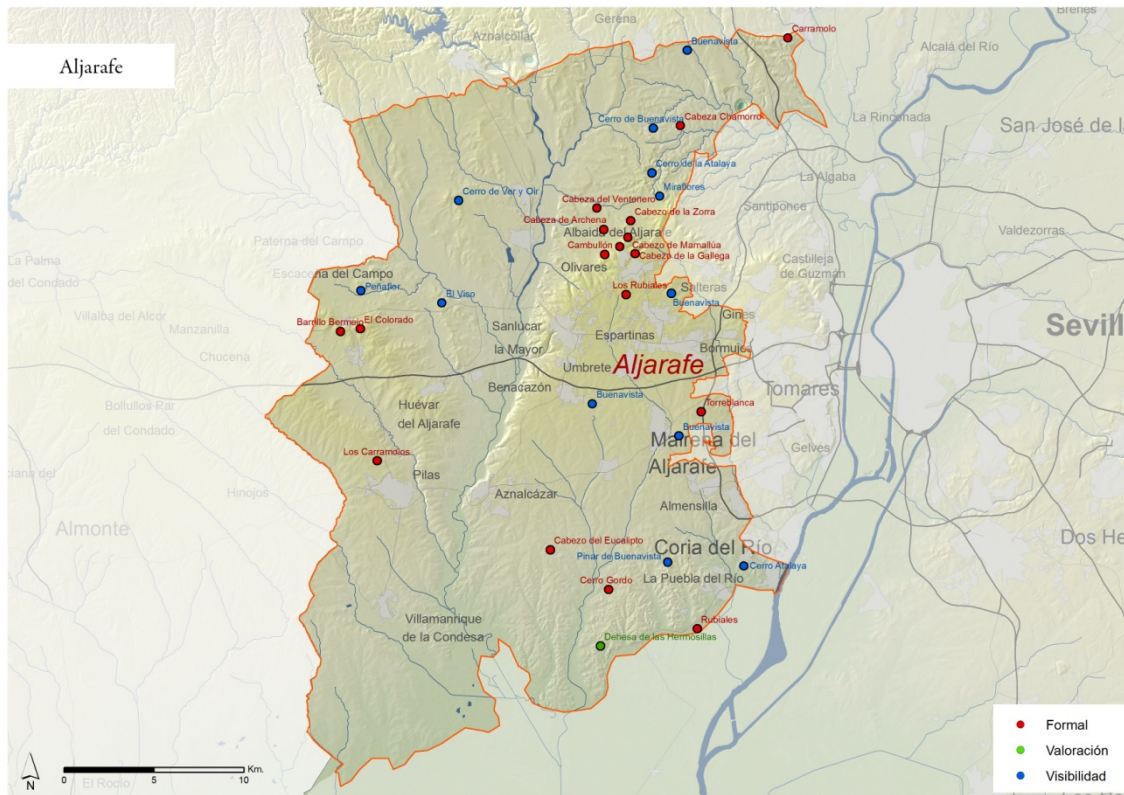 Aljarafe
Gerena
Aznalcóllar
Brenes
Carramolo
Buenavista
Alcalá del Río
La Rinconada
San José de la
Cerro de Buenavista
Cabeza Chamorro
Cerro de la Atalaya
La Algaba
Miraflores
Cerro de Ver y Oir
Cabeza del Ventenero
Cabezo de la Zorra
Santiponce
Cabeza de Archena
Albaida del Aljarafe
Valdezorras
Paterna del Campo
Cambullón
Cabezo de Mamallúa
Cabezo de la Gallega
La Palma
del Condado
Castilleja
de Guzmán
Escacena del Campo
Olivares
Peñaflor
El Viso
Los Rubiales
Salteras
Buenavista
Villalba del Alcor
Manzanilla
Barrillo Bermejo
El Colorado
Gines
Sanlúcar
la Mayor
Espartinas
Sevill
Chucena
Bormujos
Umbrete
Aljarafe
Benacazón
Tomares
Bollullos Par
del Condado
Huévar
del Aljarafe
Buenavista
Torreblanca
Buenavista
Mairena del
Aljarafe
Gelves
Los Carramolos
Pilas
Hinojos
Aznalcázar
Almensilla
Almonte
Dos He
Cabezo del Eucalipto
Coria del Río
Pinar de Buenavista
Cerro Atalaya
La Puebla del Río
Cerro Gordo
Villamanrique
de la Condesa
Rubiales
Dehesa de las Hermosillas
Formal
Valoración
Visibilidad
N
Km.
0 5 10
El Rocío